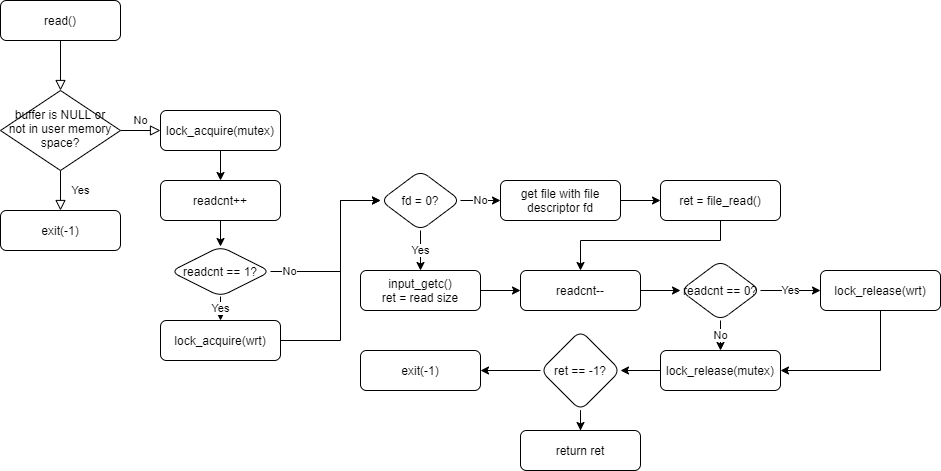 read()
buffer is NULL or
not in user memory
space?
No
Yes
exit(-1)
lock_acquire(mutex)
readcnt++
readcnt == 1?
No
Yes
lock_acquire(wrt)
fd = 0?
No
Yes
get file with file
descriptor fd
ret = file_read()
input_getc()
ret = read size
readcnt--
readcnt == 0?
Yes
No
lock_release(wrt)
lock_release(mutex)
ret == -1?
exit(-1)
return ret